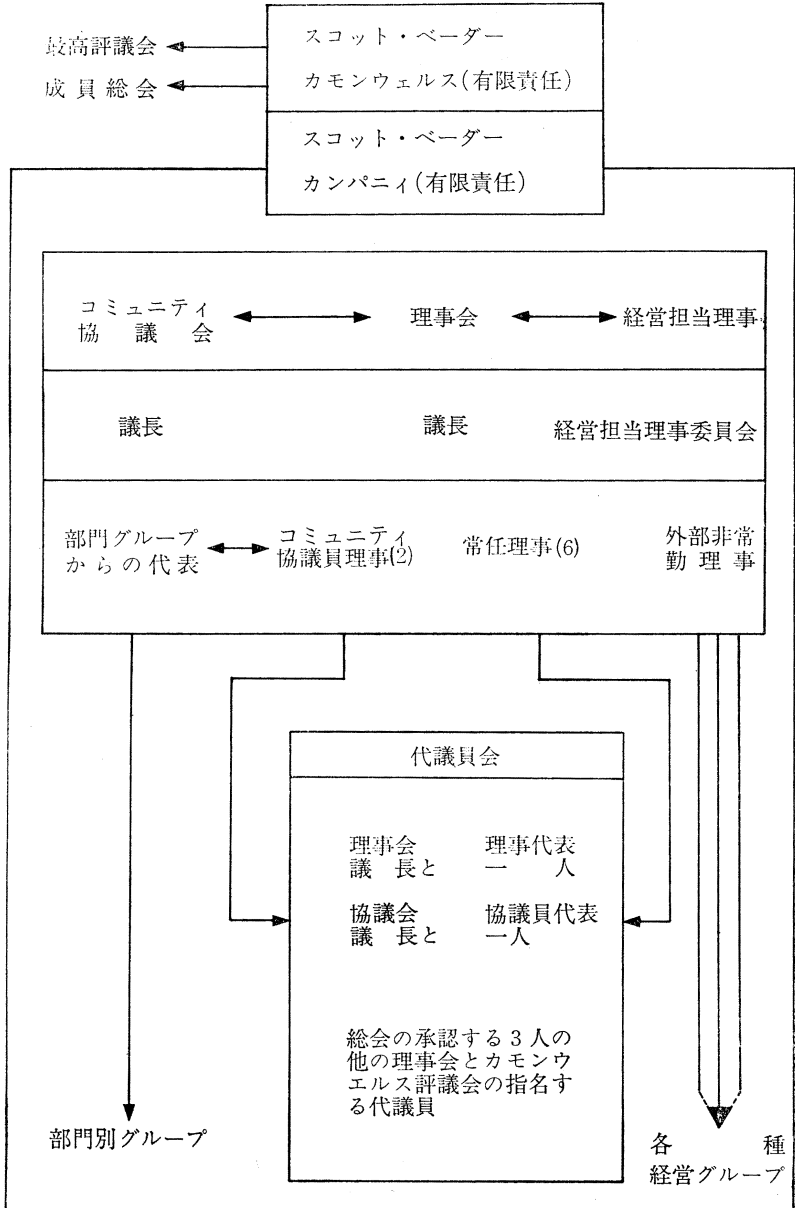 最高評議会
成員総会
スコット・ベーダー
カモンウェルス(有限責任)
スコット・ベーダー
カンパニィ(有限責任)
コミュニティ
協議会
理事会
経営担当理事
議長
議長
経営担当理事委員会
部門グループ
からの代表
コミュニティ
協議員理事(2)
常任理事(6)
外部非常
勤理事
代議員会
理事会
議長と
理事代表
一人
協議会
議長と
協議員代表
一人
総会の承認する3人の
他の理事会とカモンウ
エルス評議会の指名す
る代議員
部門別グループ
各種
経営グループ